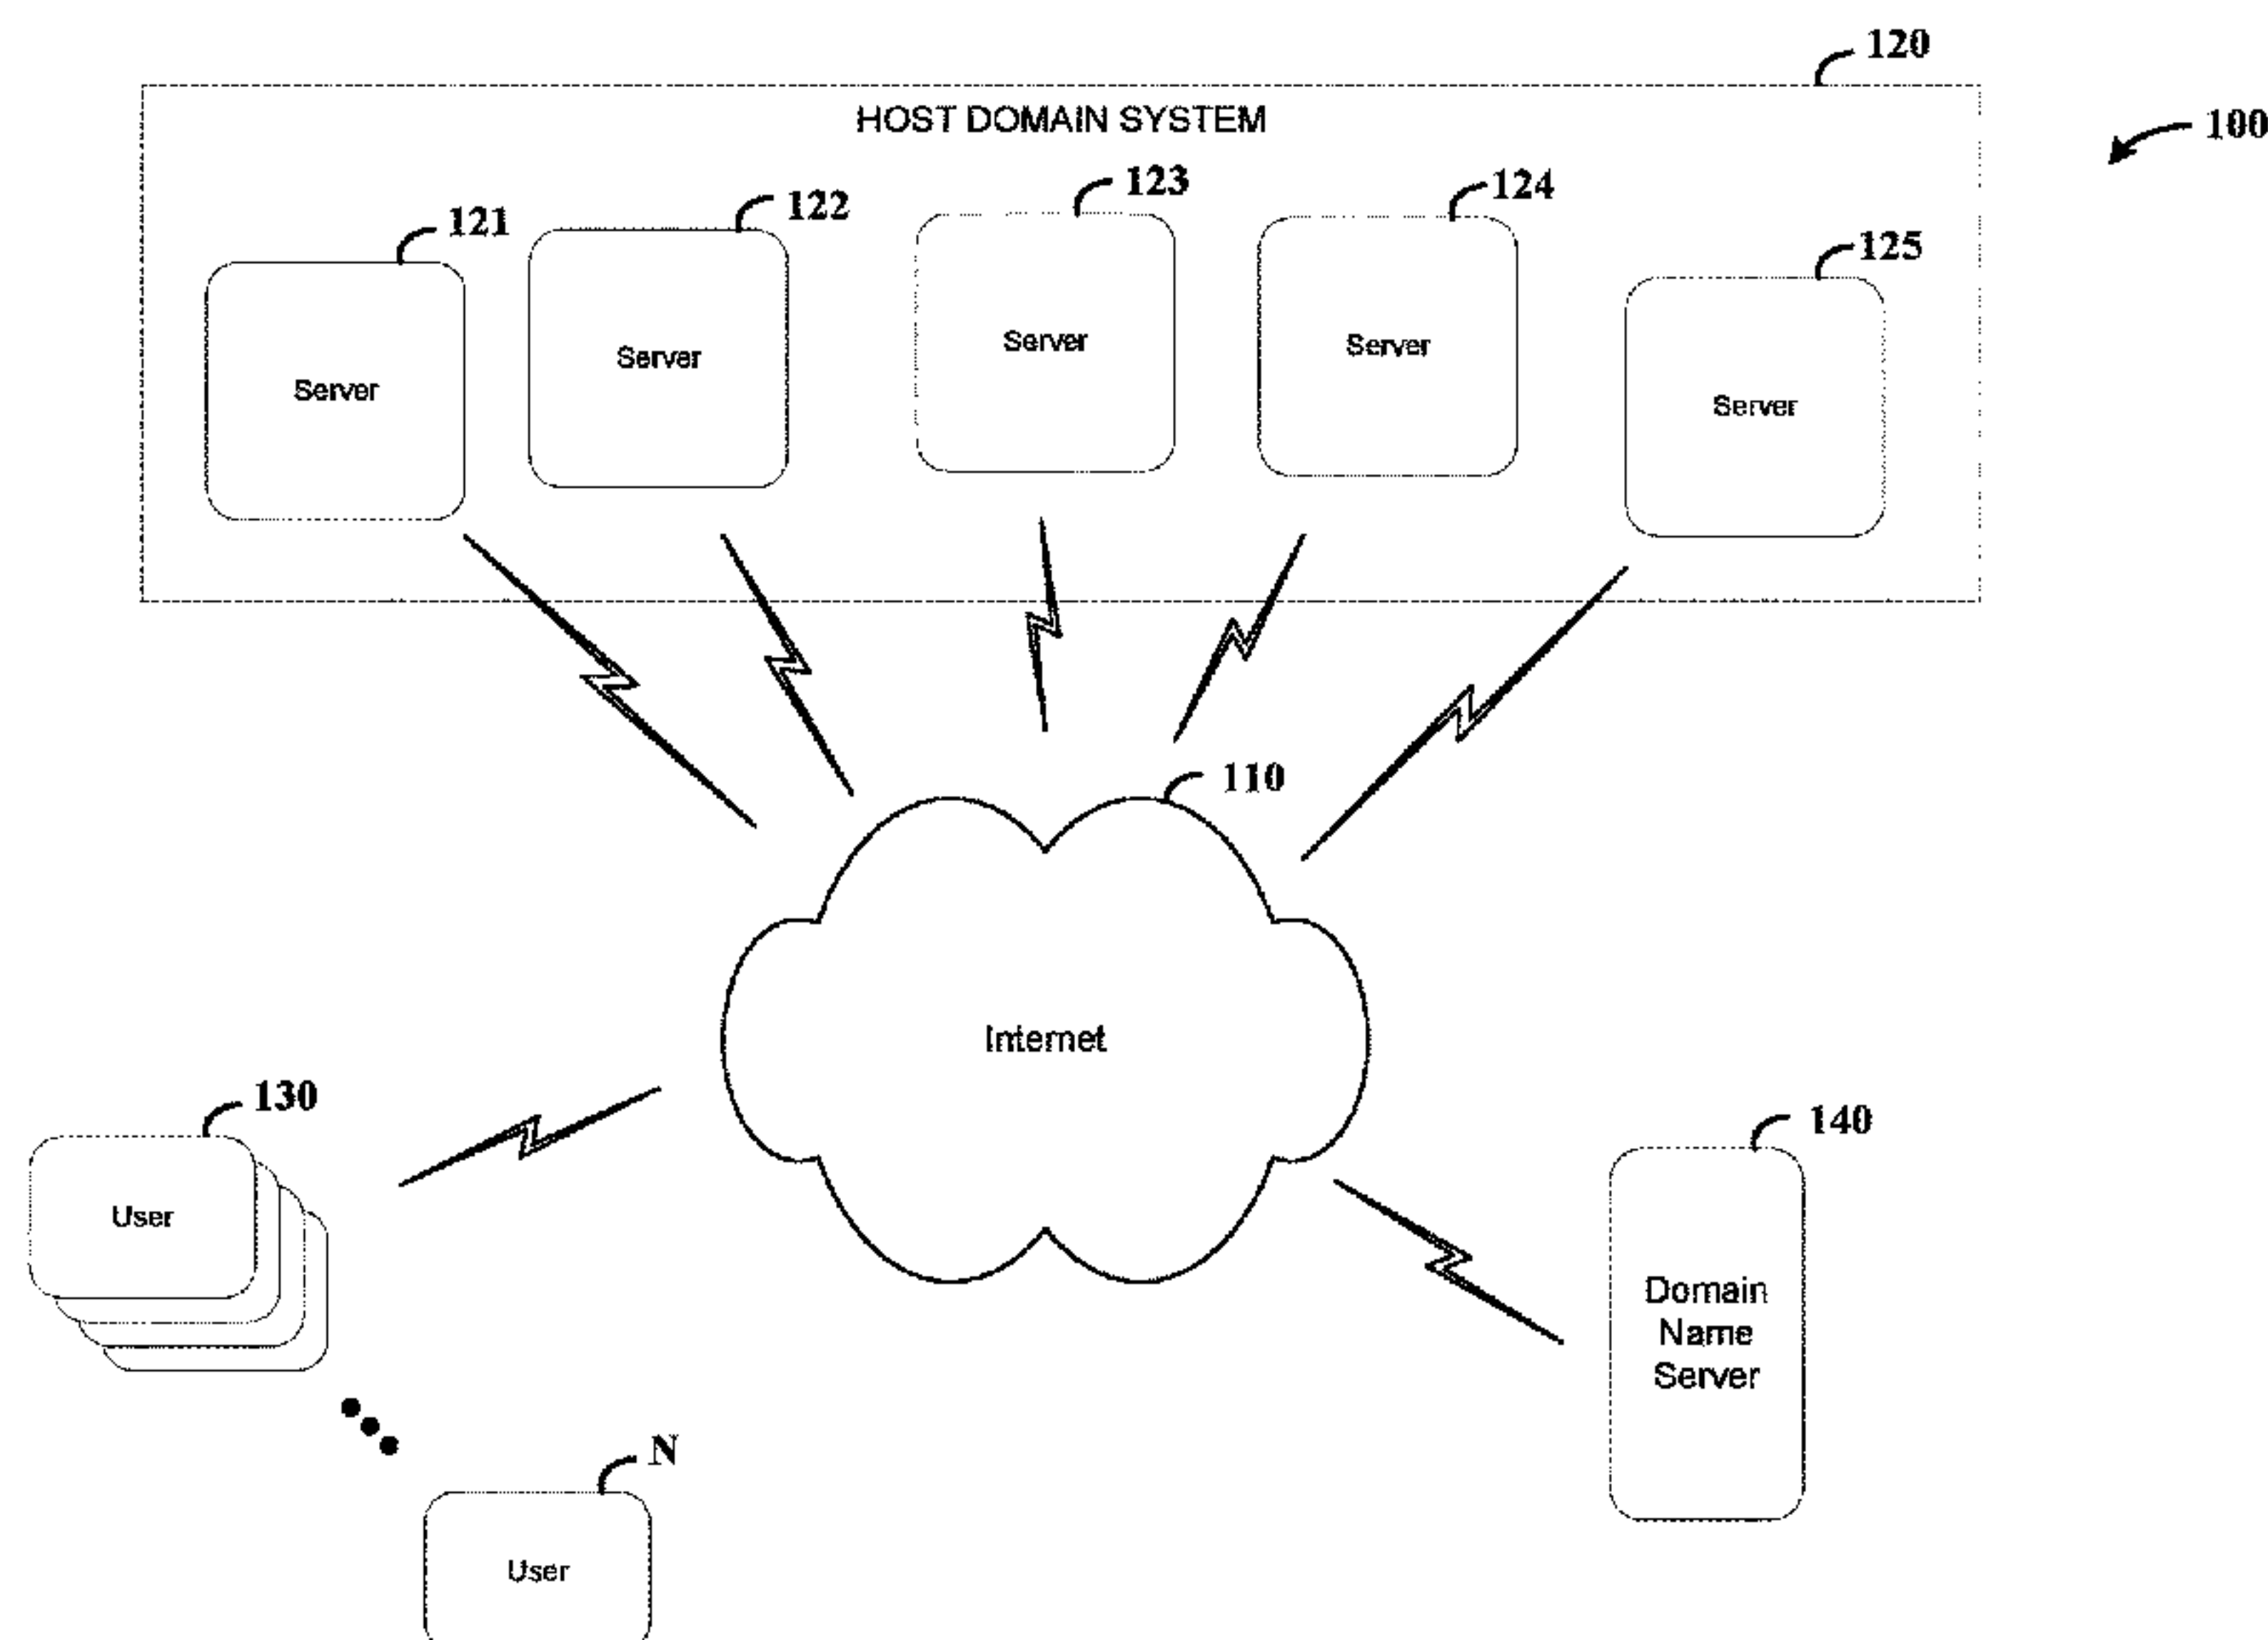 120
HOST DOMAIN SYSTEM
100
121
122
123
124
125
Server
Server
Server
Server
Server
110
Internet
130
User
140
Domain
Name
Server
N
User